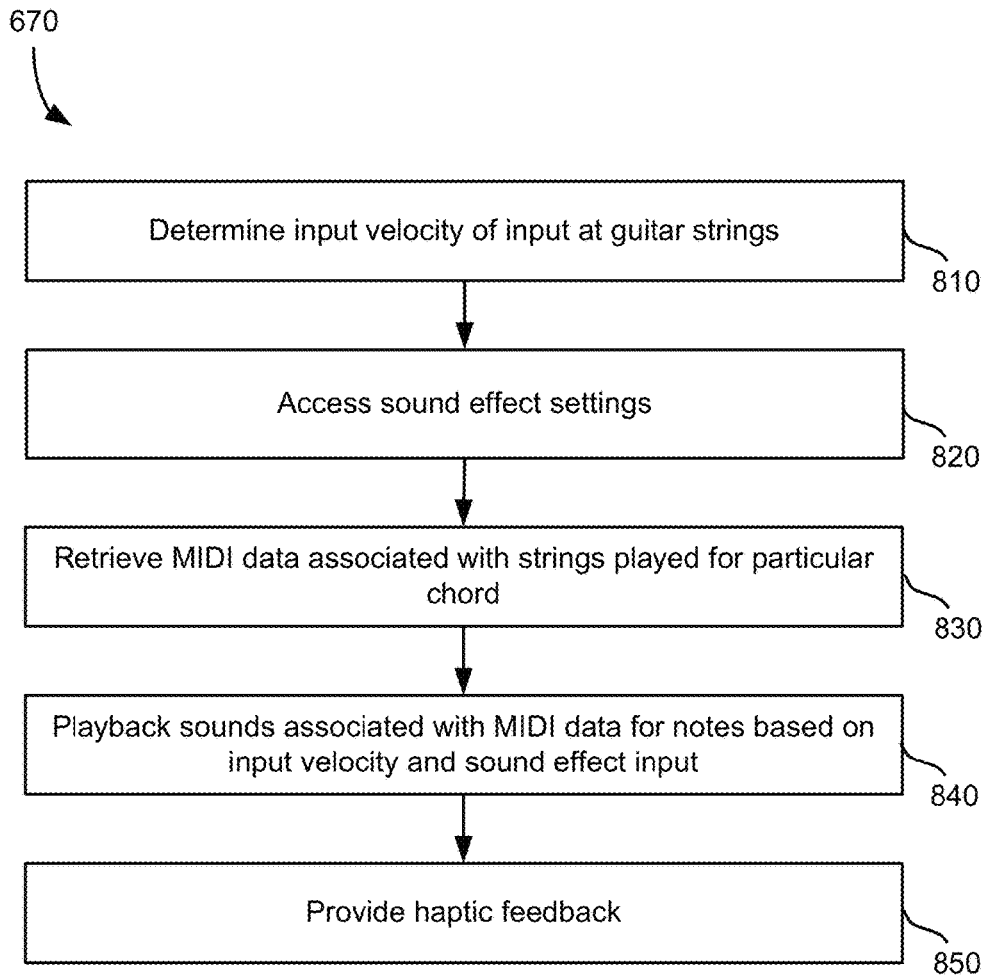 670
Determine input velocity of input at guitar strings
810
Access sound effect settings
820
Retrieve MIDI data associated with strings played for particular
chord
830
Playback sounds associated with MIDI data for notes based on
input velocity and sound effect input
840
Provide haptic feedback
850